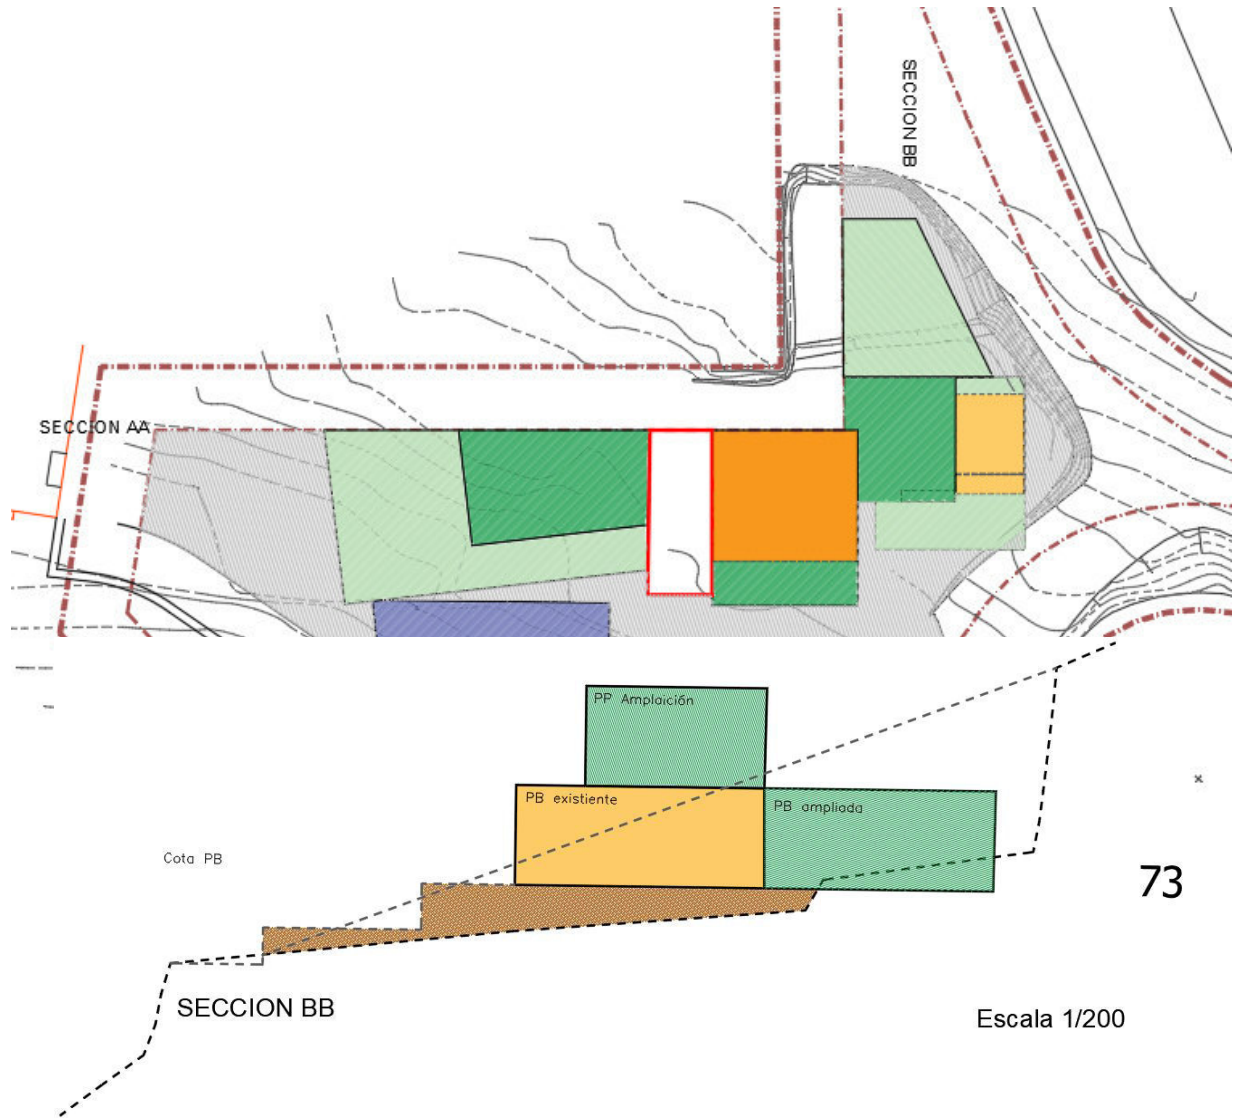 SECCION BB
SECCION AA
PP Amplaición
PB existiente
PB ampliada
Cota PB
73
SECCION BB
Escala 1/200